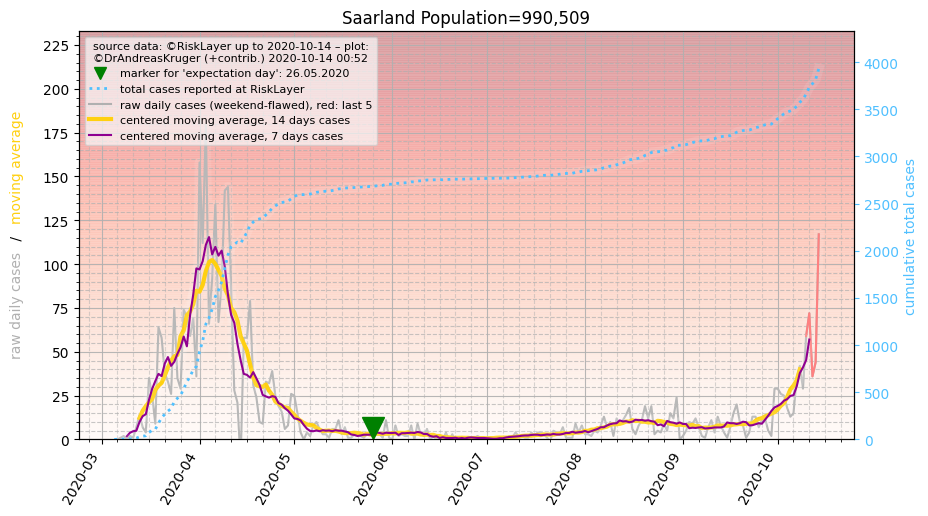 Saarland Population=990,509
source data: ©RiskLayer up to 2020-10-14 – plot:
©DrAndreasKruger (+contrib.) 2020-10-14 00:52
marker for 'expectation day': 26.05.2020
total cases reported at RiskLayer
raw daily cases (weekend-flawed), red: last 5
centered moving average, 14 days cases
centered moving average, 7 days cases
raw daily cases / moving average
225
200
175
150
125
100
75
50
25
0
cumulative total cases
4000
3500
3000
2500
2000
1500
1000
500
0
2020-03
2020-04
2020-05
2020-06
2020-07
2020-08
2020-09
2020-10